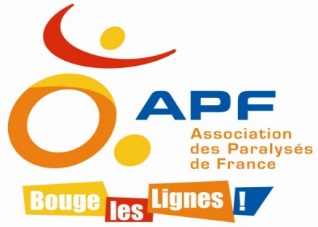 APF
Association
des Paralysés
de France
Bouge les Lignes !